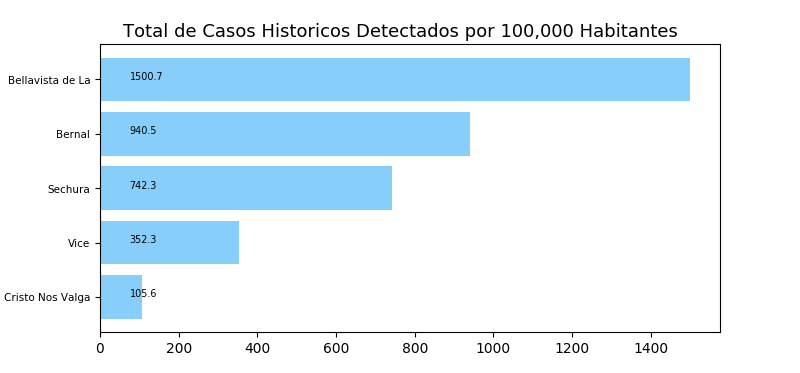 Total de Casos Historicos Detectados por 100,000 Habitantes
Bellavista de La 1500.7
Bernal 940.5
Sechura 742.3
Vice 352.3
Cristo Nos Valga 105.6
0 200 400 600 800 1000 1200 1400